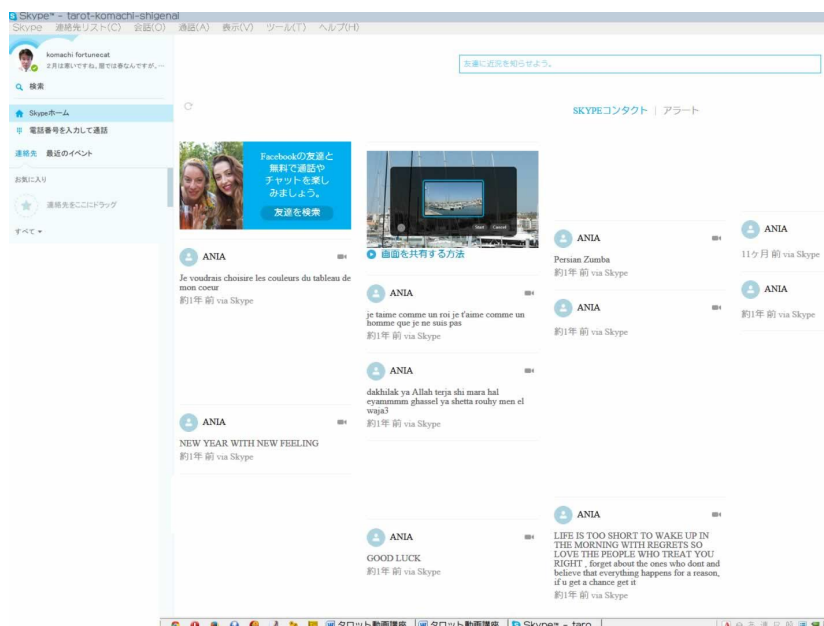 Skype™ - tarot-komachi-shigenal
Skype 連絡先リスト(C) 会話(O) 通話(A) 表示(V) ツール(T) ヘルプ(H)
komachi fortunecat
2月は寒いですね。暦では春なんですが。…
検索
Skypeホーム
電話番号を入力して通話
連絡先 最近のイベント
お気に入り
連絡先をここにドラッグ
すべて
友達に近況を知らせよう。
SKYPEコンタクト | アラート
Facebookの友達と
無料で通話や
チャットを楽し
みましょう。
友達を検索
ANIA
Je voudrais choisire les couleurs du tableau de
mon coeur
約1年 前 via Skype
ANIA
NEW YEAR WITH NEW FEELING
約1年 前 via Skype
Start Cancel
画面を共有する方法
ANIA
je taime comme un roi je t'aime comme un
homme que je ne suis pas
約1年 前 via Skype
ANIA
dakhilak ya Allah terja shi mara hal
eyammmm ghassel ya shetta rouhy men el
waja3
約1年 前 via Skype
ANIA
GOOD LUCK
約1年 前 via Skype
ANIA
Persian Zumba
約1年 前 via Skype
ANIA
約1年 前 via Skype
ANIA
LIFE IS TOO SHORT TO WAKE UP IN
THE MORNING WITH REGRETS SO
LOVE THE PEOPLE WHO TREAT YOU
RIGHT , forget about the ones who dont and
believe that everything happens for a reason,
if u get a chance get it
約1年 前 via Skype
ANIA
11ヶ月 前 via Skype
ANIA
約1年 前 via Skype
タロット動画講座 タロット動画講座 Skype™ - taro